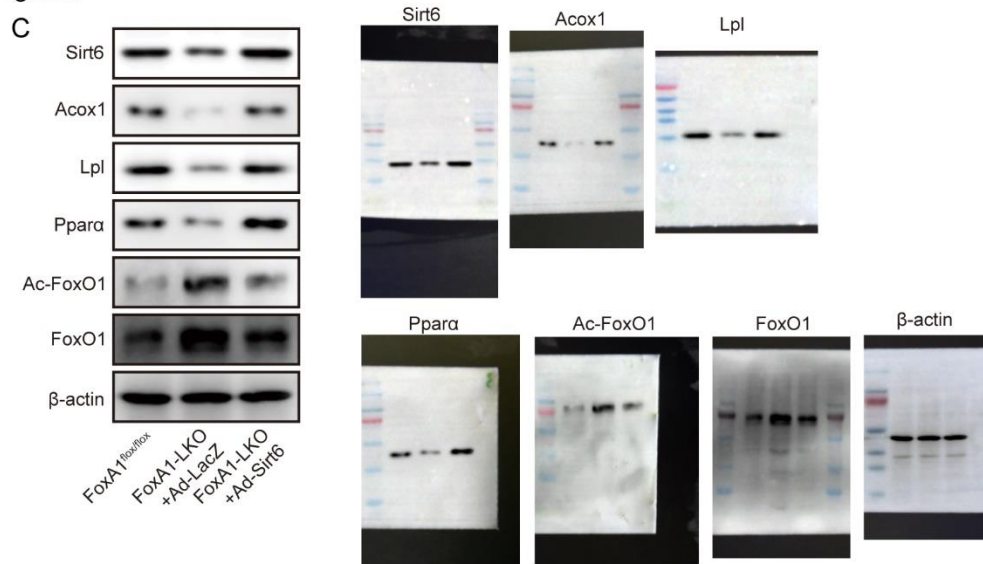 C
Sirt6
Acox1
Lpl
Pparα
Ac-FoxO1
FoxO1
β-actin
FoxA1flox/flox
FoxA1-LKO
+Ad-LacZ
FoxA1-LKO
+Ad-Sirt6
Sirt6
Acox1
Lpl
Pparα
Ac-FoxO1
FoxO1
β-actin